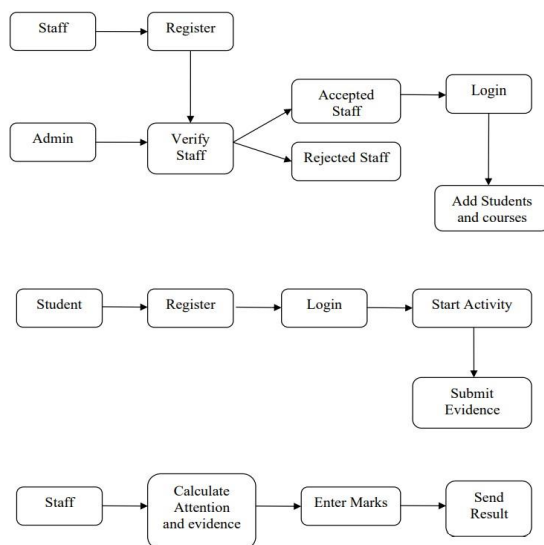 Staff
Register
Admin
Verify
Staff
Accepted
Staff
Rejected Staff
Login
Add Students
and courses
Student
Register
Login
Start Activity
Submit
Evidence
Staff
Calculate
Attention
and evidence
Enter Marks
Send
Result